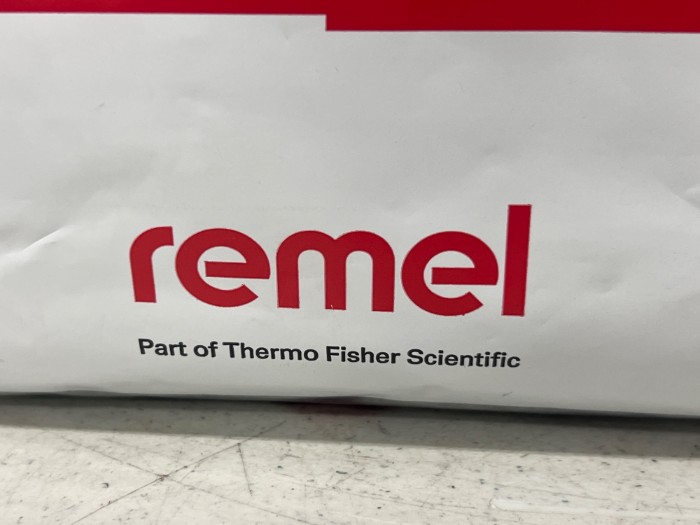 remel
Part of Thermo Fisher Scientific